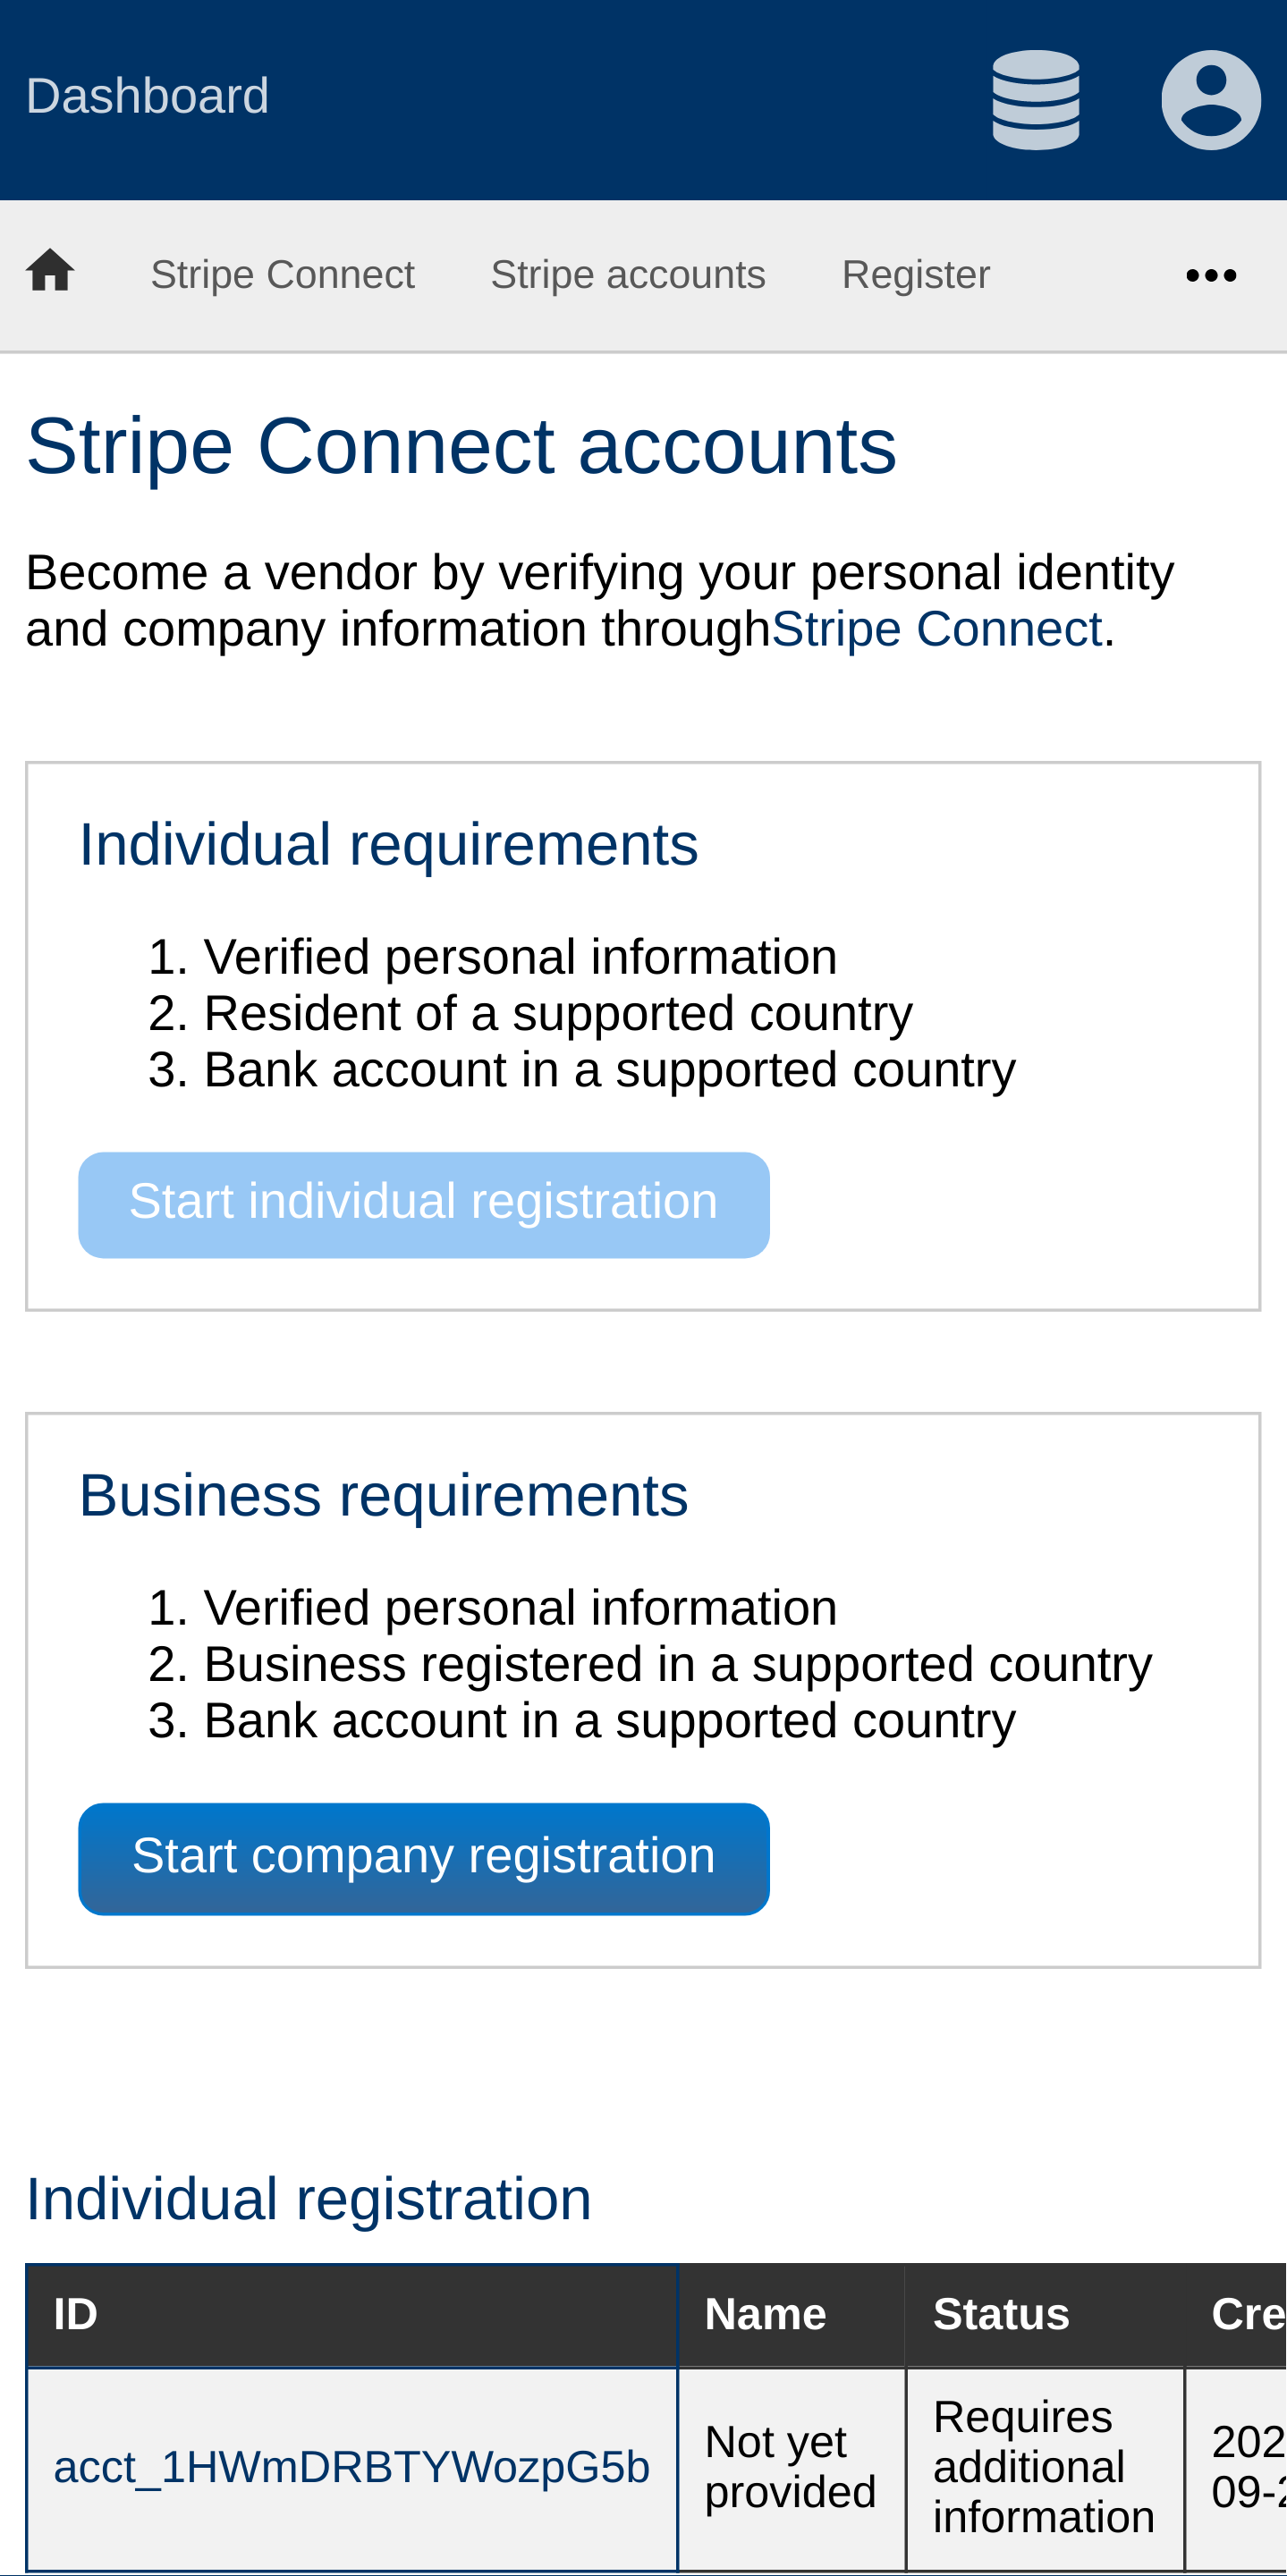 Dashboard
Stripe Connect Stripe accounts Register
Stripe Connect accounts
Become a vendor by verifying your personal identity
and company information throughStripe Connect.
Individual requirements
1. Verified personal information
2. Resident of a supported country
3. Bank account in a supported country
Start individual registration
Business requirements
1. Verified personal information
2. Business registered in a supported country
3. Bank account in a supported country
Start company registration
Individual registration
ID Name Status Cre
acct_1HWmDRBTYWozpG5b
Not yet
provided
Requires
additional
information
202
09-2